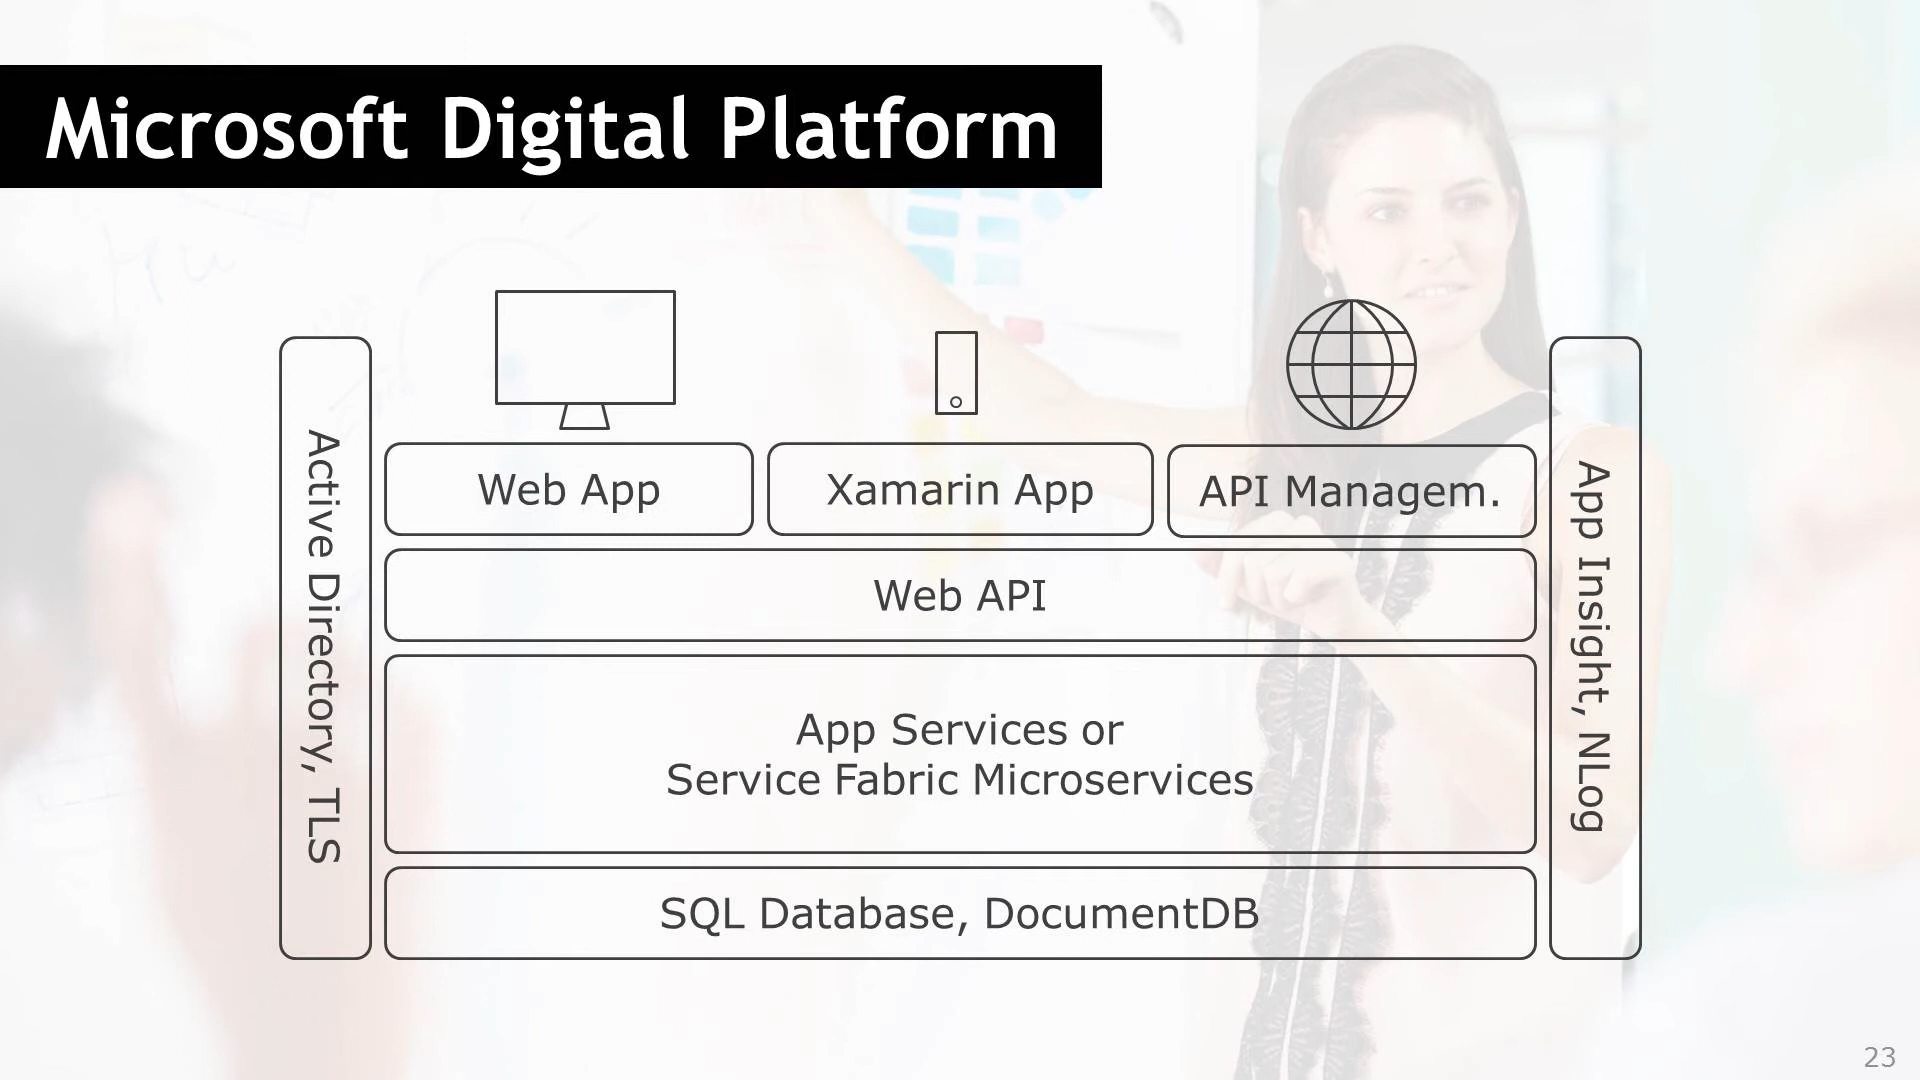 Microsoft Digital Platform
Active Directory, TLS
Web App
Xamarin App
API Managem.
Web API
App Services or
Service Fabric Microservices
SQL Database, DocumentDB
App Insight, NLog
23